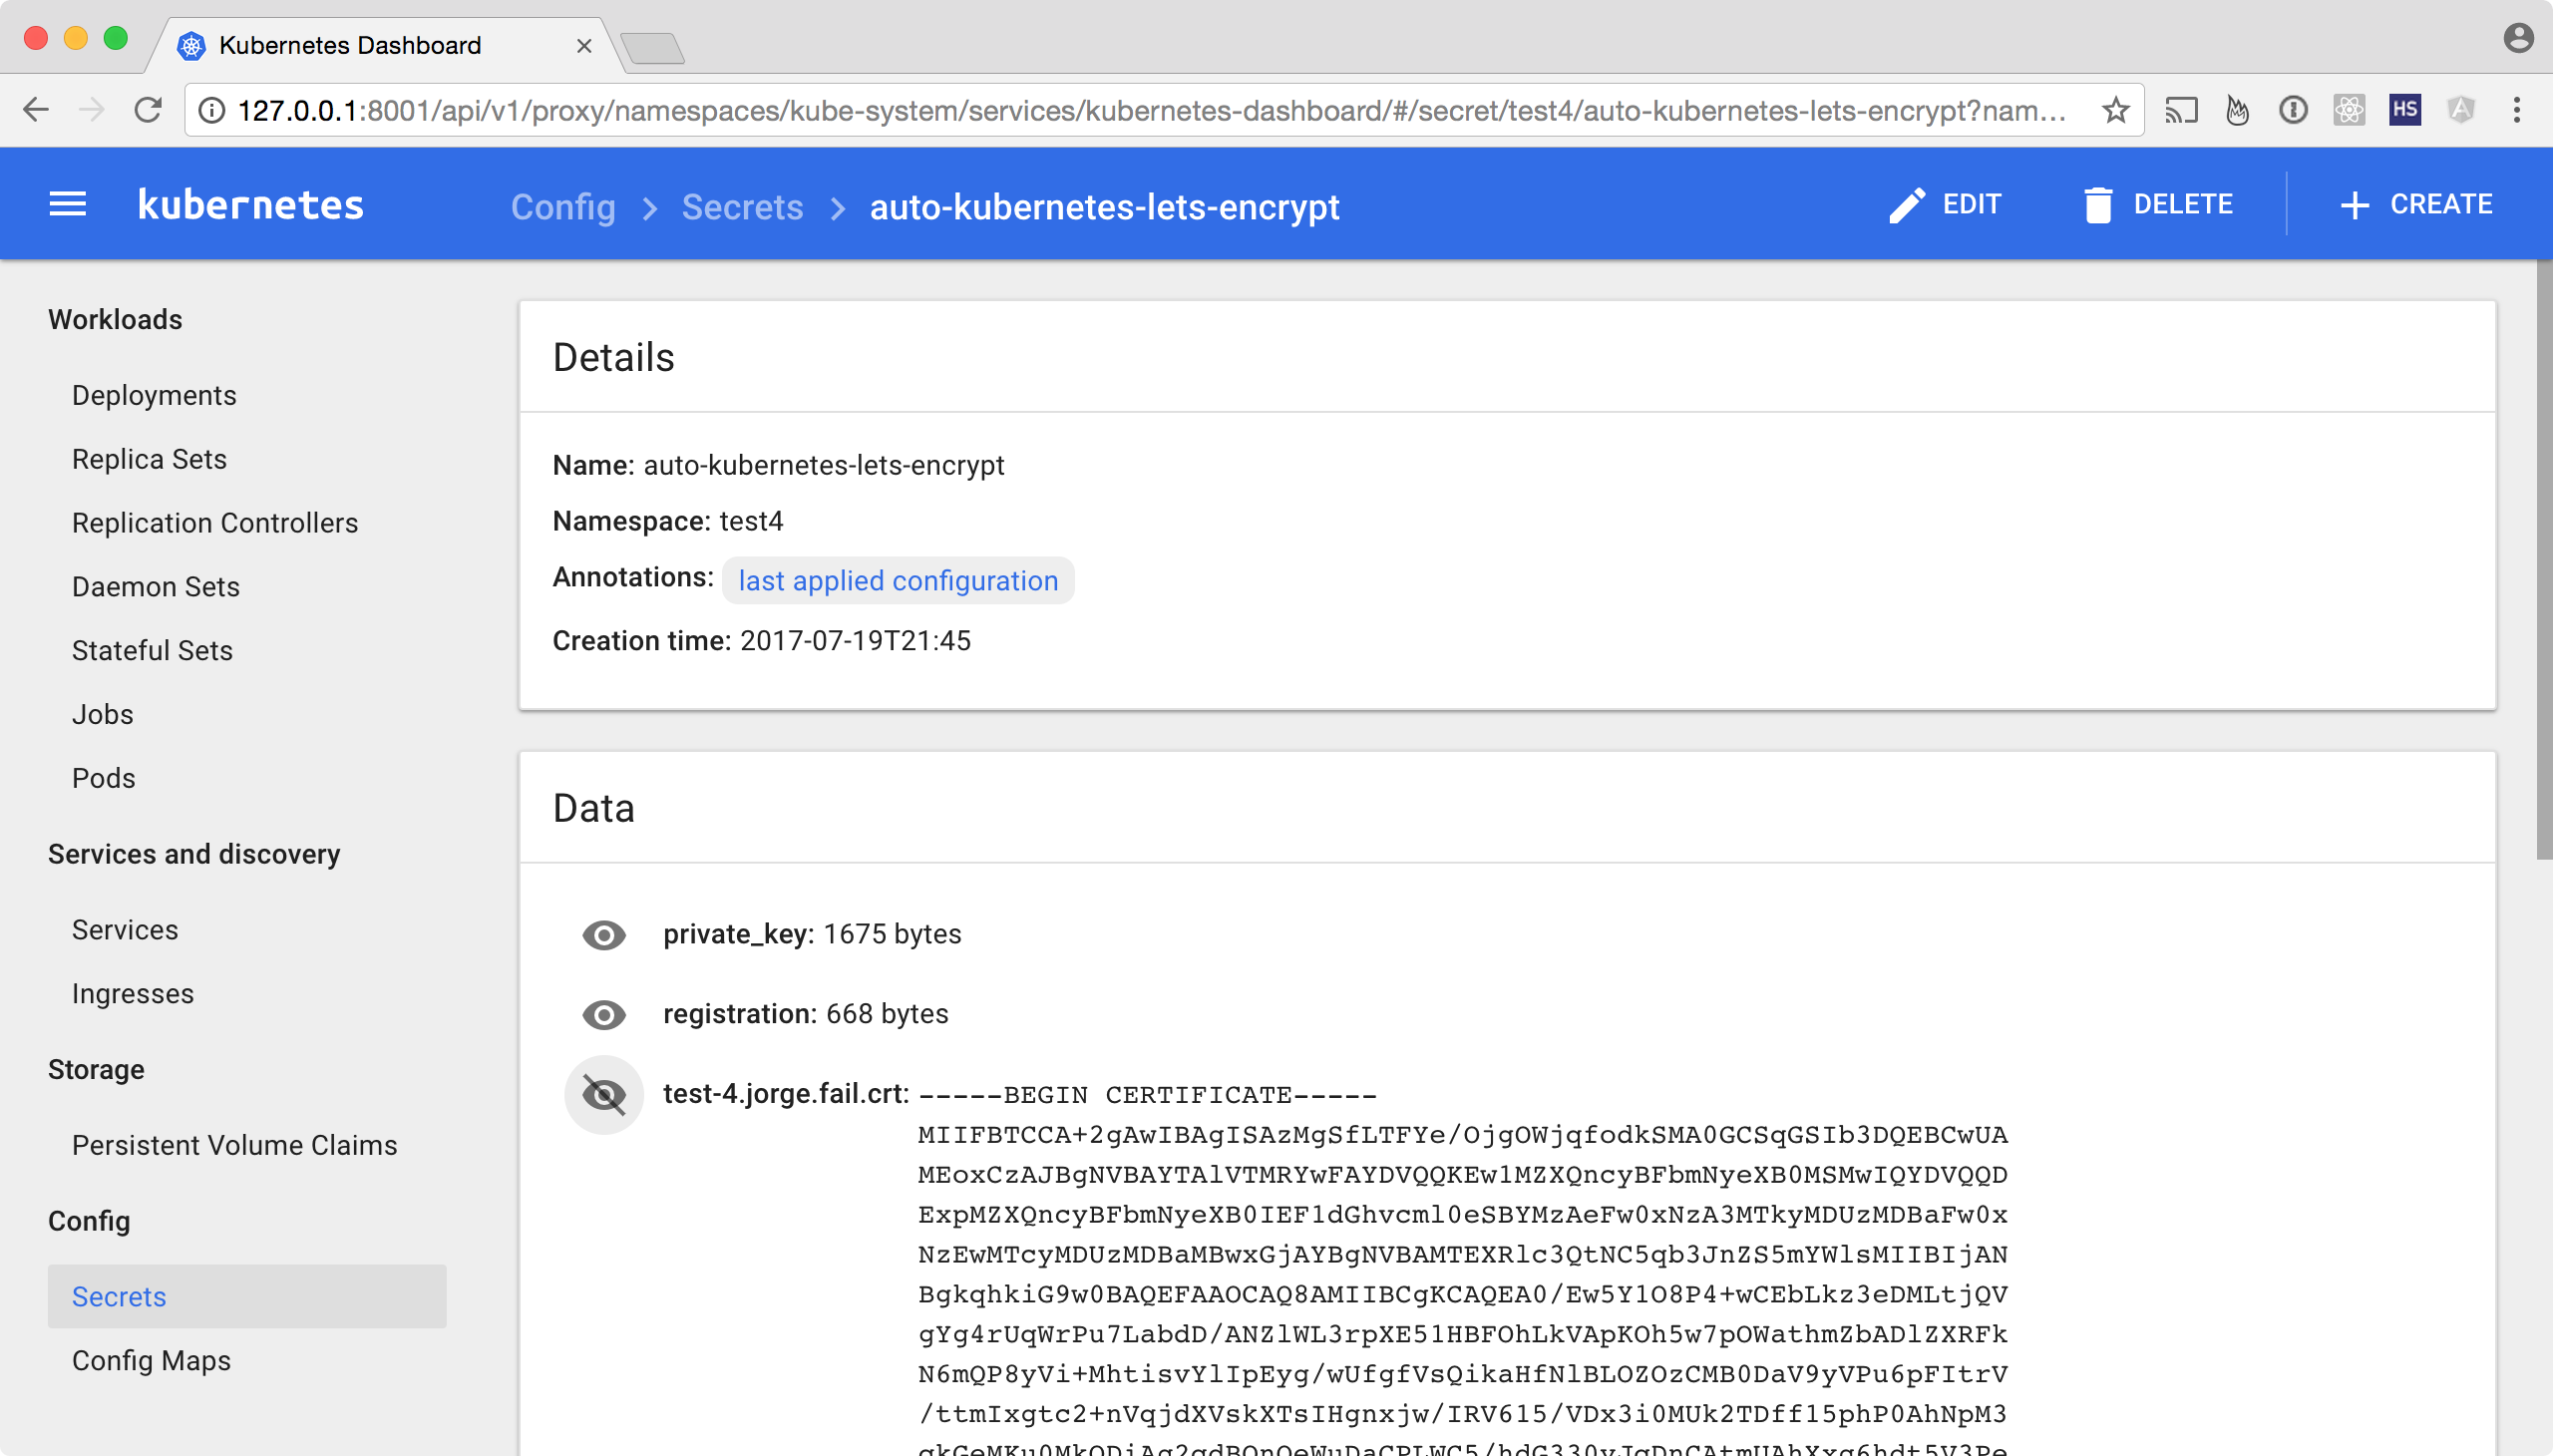 Kubernetes Dashboard
127.0.0.1:8001/api/v1/proxy/namespaces/kube-system/services/kubernetes-dashboard/#/secret/test4/auto-kubernetes-lets-encrypt?nam...
HS
kubernetes
Config > Secrets > auto-kubernetes-lets-encrypt
EDIT
DELETE
CREATE
Workloads
Deployments
Replica Sets
Replication Controllers
Daemon Sets
Stateful Sets
Jobs
Pods
Services and discovery
Services
Ingresses
Storage
Persistent Volume Claims
Config
Secrets
Config Maps
Details
Name: auto-kubernetes-lets-encrypt
Namespace: test4
Annotations: last applied configuration
Creation time: 2017-07-19T21:45
Data
private_key: 1675 bytes
registration: 668 bytes
test-4.jorge.fail.crt: -----BEGIN CERTIFICATE-----
MIIFBTCCA+2gAwIBAgISAzMgSfLTFYe/OjgOWjqfodkSMA0GCSqGSIb3DQEBCwUA
MEoxCzAJBgNVBAYTAlVTMRYwFAYDVQQKEw1MZXQncyBFbmNyeXB0MSMwIQYDVQQD
ExpMZXQncyBFbmNyeXB0IEF1dGhvcml0eSBYMzAeFw0xNzA3MTkyMDUzMDBaFw0x
NzEwMTcyMDUzMDBaMBwxGjAYBgNVBAMTEXRlc3QtNC5qb3JnZS5mYWlsMIIBIjAN
BgkqhkiG9w0BAQEFAAOCAQ8AMIIBCgKCAQEA0/Ew5Y1O8P4+wCEbLkz3eDMLtjQV
gYg4rUqWrPu7LabdD/ANZlWL3rpXE51HBFOhLkVApKOh5w7pOWathmZbADlZXRFk
N6mQP8yVi+MhtisvYlIpEyg/wUfgfVsQikaHfNlBLOZOzCMB0DaV9yVPu6pFItrV
/ttmIxgtc2+nVqjdXVskXTsIHgnxjw/IRV615/VDx3i0MUk2TDff15phP0AhNpM3